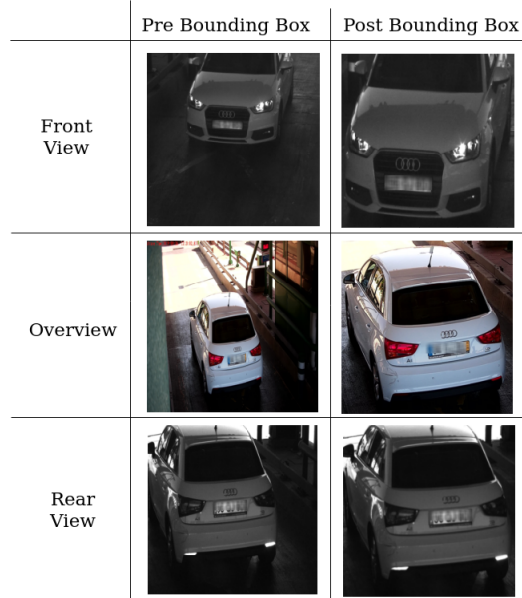 Pre Bounding Box
Post Bounding Box
Front
View
Overview
Rear
View